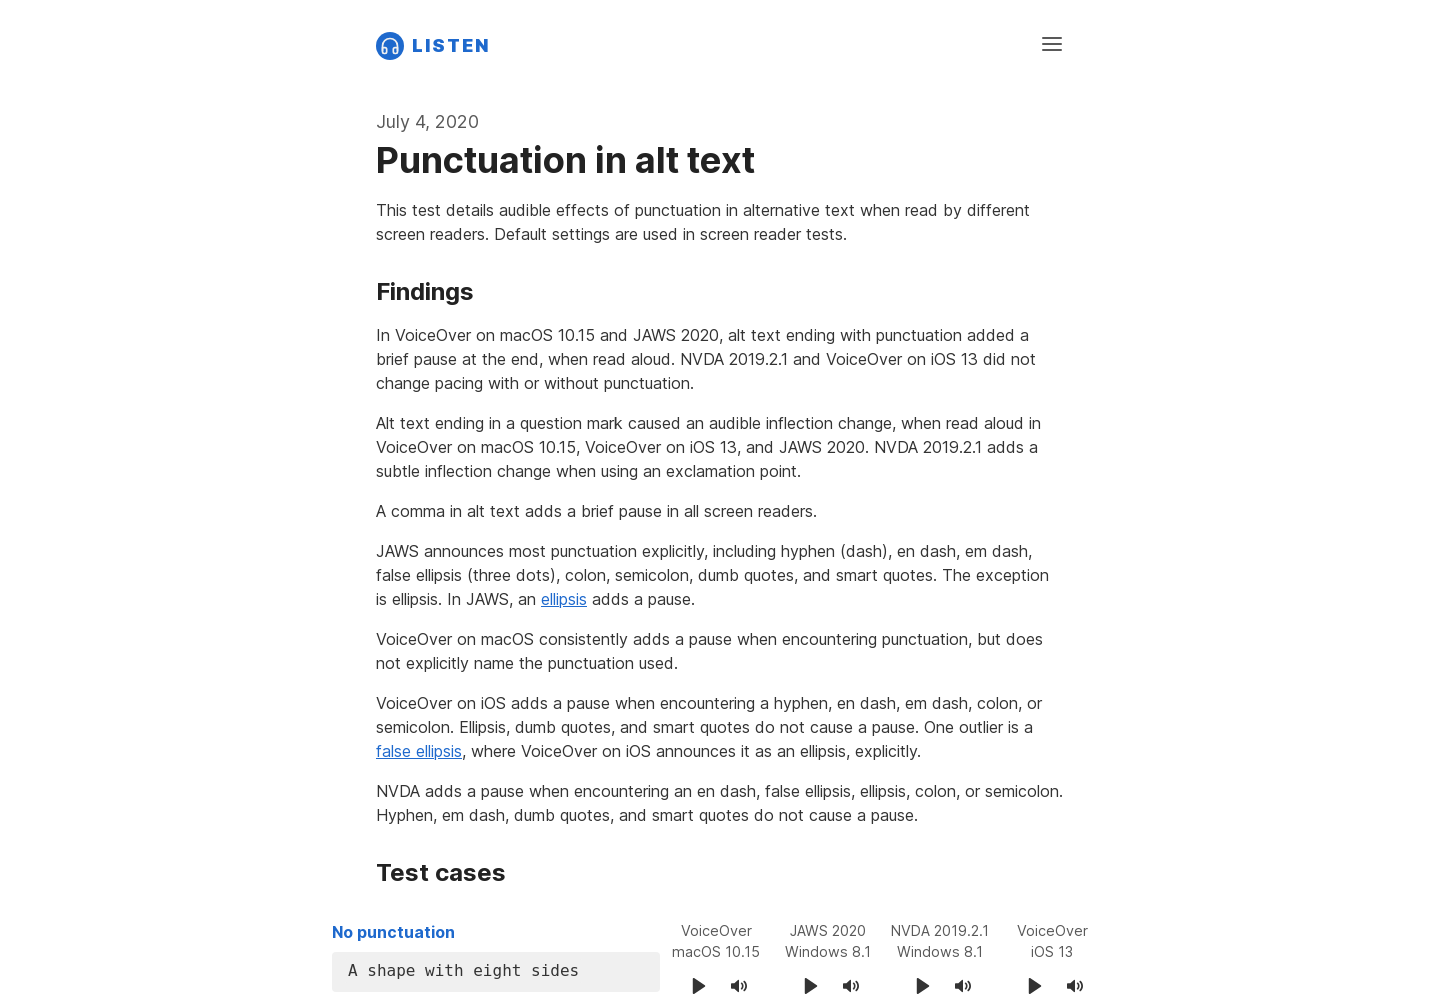 LISTEN
July 4, 2020
Punctuation in alt text
This test details audible effects of punctuation in alternative text when read by different
screen readers. Default settings are used in screen reader tests.
Findings
In VoiceOver on macOS 10.15 and JAWS 2020, alt text ending with punctuation added a
brief pause at the end, when read aloud. NVDA 2019.2.1 and VoiceOver on iOS 13 did not
change pacing with or without punctuation.
Alt text ending in a question mark caused an audible inflection change, when read aloud in
VoiceOver on macOS 10.15, VoiceOver on iOS 13, and JAWS 2020. NVDA 2019.2.1 adds a
subtle inflection change when using an exclamation point.
A comma in alt text adds a brief pause in all screen readers.
JAWS announces most punctuation explicitly, including hyphen (dash), en dash, em dash,
false ellipsis (three dots), colon, semicolon, dumb quotes, and smart quotes. The exception
is ellipsis. In JAWS, an ellipsis adds a pause.
VoiceOver on macOS consistently adds a pause when encountering punctuation, but does
not explicitly name the punctuation used.
VoiceOver on iOS adds a pause when encountering a hyphen, en dash, em dash, colon, or
semicolon. Ellipsis, dumb quotes, and smart quotes do not cause a pause. One outlier is a
false ellipsis, where VoiceOver on iOS announces it as an ellipsis, explicitly.
NVDA adds a pause when encountering an en dash, false ellipsis, ellipsis, colon, or semicolon.
Hyphen, em dash, dumb quotes, and smart quotes do not cause a pause.
Test cases
No punctuation
A shape with eight sides
VoiceOver
macOS 10.15
JAWS 2020
Windows 8.1
NVDA 2019.2.1
Windows 8.1
VoiceOver
iOS 13